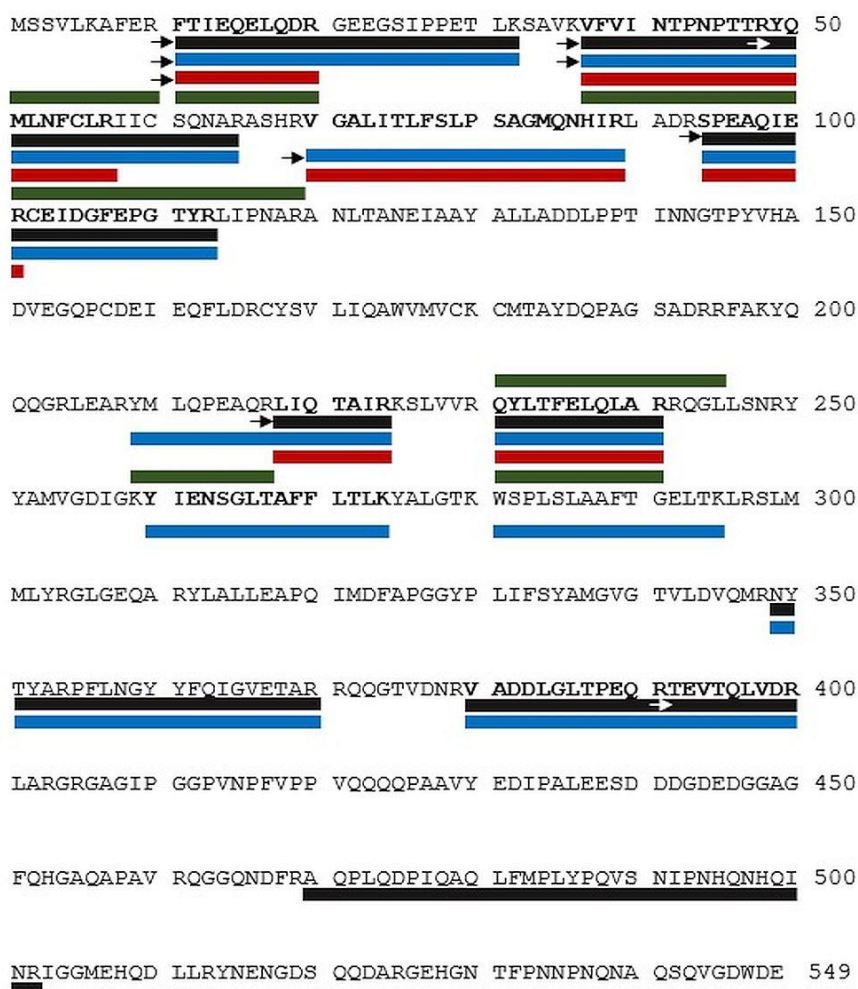 MSSVLKAFER FTIEQELQDR GEEGSIPPET LKSAVKVFVI NTPNPTTRYQ 50
MLNFCLRIIC SQNARASHRV GALITLFSLP SAGMQNHIRL ADRSPEAQIE 100
RCEIDGFEPG TYRLIPNARA NLTANEIAAY ALLADDLPPT INNGTPYVHA 150
DVEGQPCDEI EQFLDRCYSV LIQAWVMVCK CMTAYDQPAG SADRRFAKYQ 200
QQGRLEARYM LQPEAQRLIQ TAIRKSLVVR QYLTFELQLA RRQGLLSNRY 250
YAMVGDIGKY IENSGLTAFF LTLKYALGTK WSPLSLAAFT GELTKLRSLM 300
MLYRGLGEQA RYLALLEAPQ IMDFAPGGYP LIFSYAMGVG TVLDVQMRNY 350
TYARPFLNGY YFQIGVETAR RQQGTVDNRV ADDLGLTPEQ RTEVTQLVDR 400
LARGRGAGIP GGPVNPFVPP VQQQQPAAVY EDIPALEESD DDGDEDGGAG 450
FQHGAQAPAV RQGGQNDFRA QPLQDPIQAQ LFMPLYPQVS NIPNHQNHQI 500
NRIGGMEHQD LLRYNENGDS QQDARGEHGN TFPNNPNQNA QSQVGDWDE 549